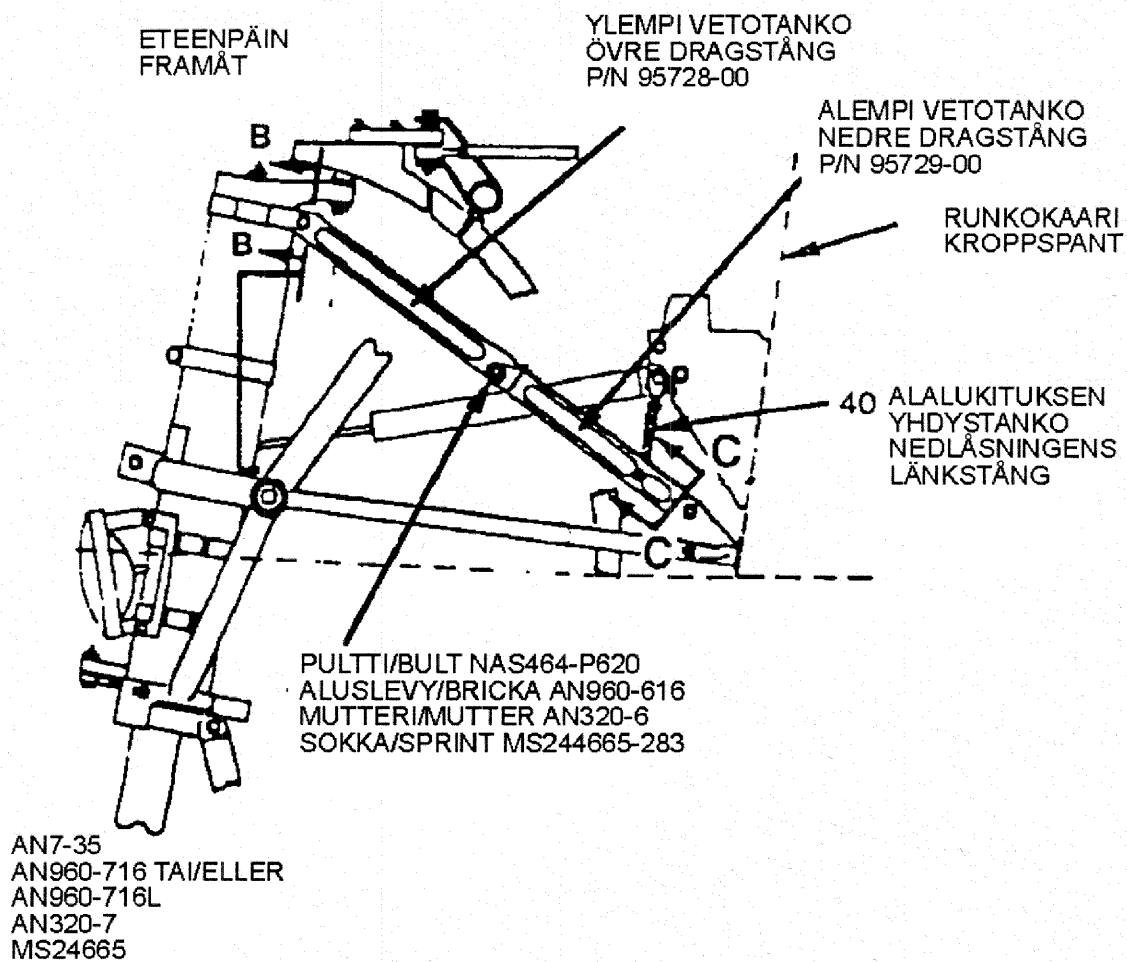 ETEENPÄIN
FRAMÅT
YLEMPI VETOTANKO
ÖVRE DRAGSTÅNG
P/N 95728-00
ALEMPI VETOTANKO
NEDRE DRAGSTÅNG
P/N 95729-00
RUNKOKAARI
KROPPSPANT
B
B
40 ALALUKITUKSEN
YHDYSTANKO
NEDLÅSNINGENS
LÄNKSTÅNG
C
C
PULTTI/BULT NAS464-P620
ALUSLEVY/BRICKA AN960-616
MUTTERI/MUTTER AN320-6
SOKKA/SPRINT MS244665-283
AN7-35
AN960-716 TAI/ELLER
AN960-716L
AN320-7
MS24665